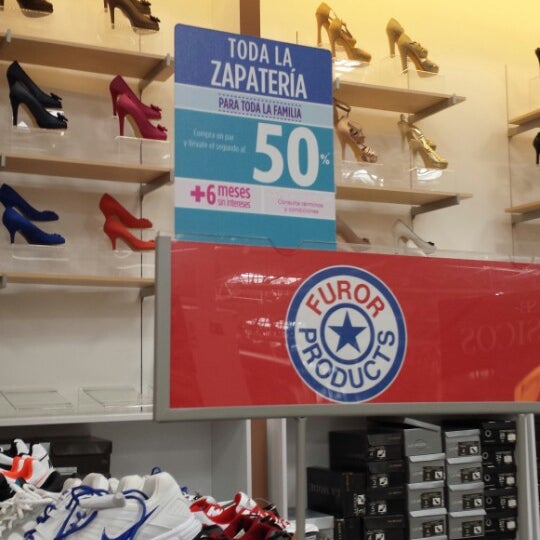 TODA LA
ZAPATERÍA
PARA TODA LA FAMILIA
Compra un par
y llévate el segundo al
50%
+6 meses
sin intereses
Consulta términos
y condiciones
FUROR
PRODUCTS